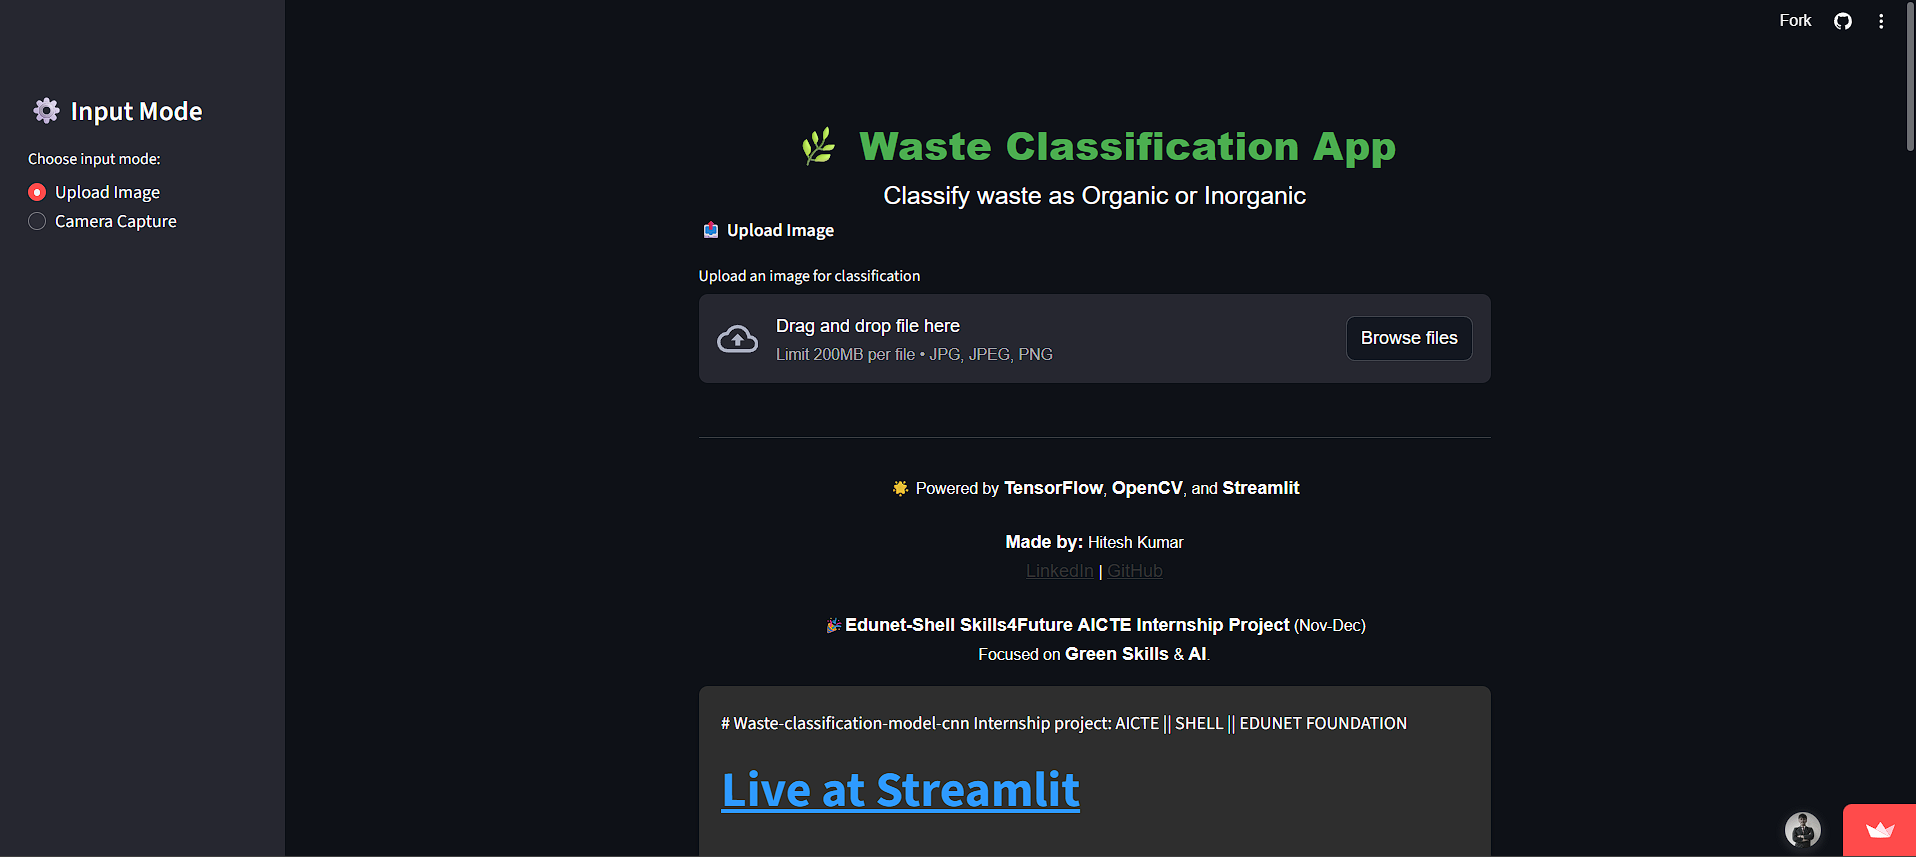 Fork
Input Mode
Choose input mode:
Upload Image
Camera Capture
Waste Classification App
Classify waste as Organic or Inorganic
Upload Image
Upload an image for classification
Drag and drop file here
Limit 200MB per file • JPG, JPEG, PNG
Browse files
Powered by TensorFlow, OpenCV, and Streamlit
Made by: Hitesh Kumar
LinkedIn | GitHub
Edunet-Shell Skills4Future AICTE Internship Project (Nov-Dec)
Focused on Green Skills & AI.
# Waste-classification-model-cnn Internship project: AICTE || SHELL || EDUNET FOUNDATION
Live at Streamlit